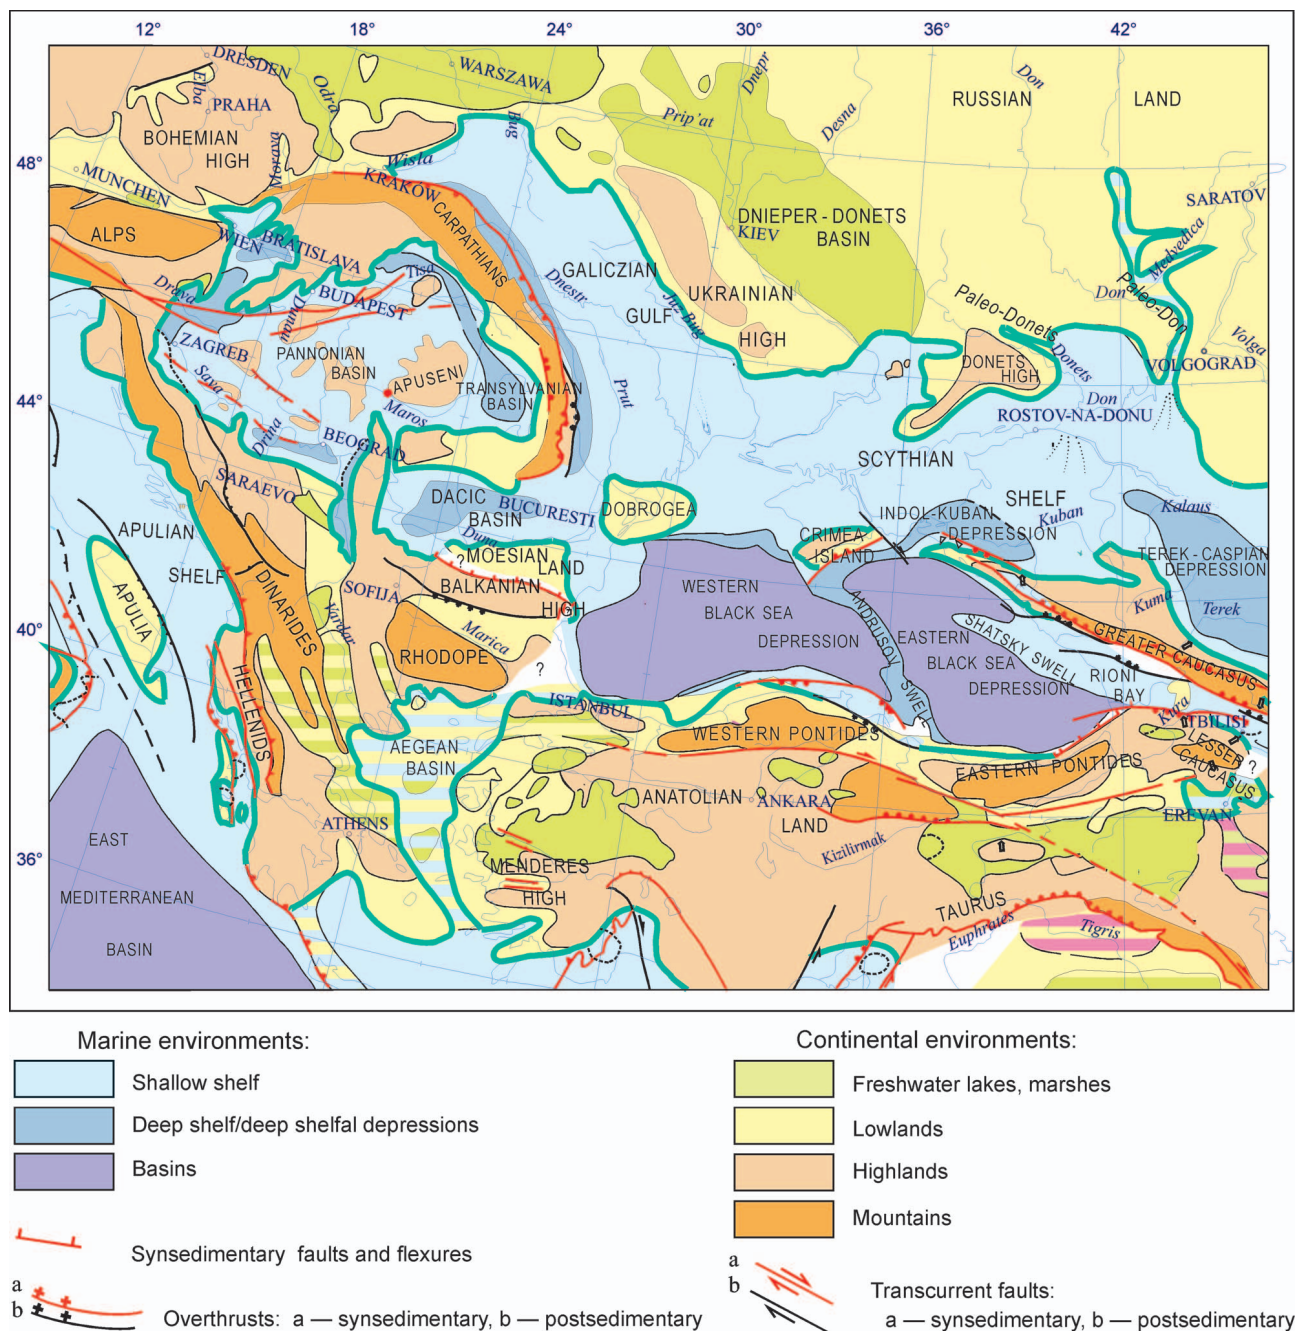 12° 18° 24° 30° 36° 42°
DRESDEN
WARSZAWA
Dnepr
Don
Elba
Odra
RUSSIAN LAND
PRAHA
Prip'at
Desna
Bug
BOHEMIAN
HIGH
Morava
48°
Wisła
MUNCHEN
KRAKÓW
SARATOV
CARPATHIANS
DNIEPER - DONETS
BASIN
KIEV
ALPS
WIEN
BRATISLAVA
Medvedica
GALICZIAN
GULF
Tisa
Dnestr
Drava
BUDAPEST
Dunau
UKRAINIAN
HIGH
Juz Bug
Paleo-Donets
Don
Paleo-Don
Volga
ZAGREB
PANNONIAN
BASIN
APUSENI
DONETS
HIGH
Donets
VOLGOGRAD
Sava
TRANSYLVANIAN
BASIN
Prut
44°
Maros
Don
ROSTOV-NA-DONU
Drina
BEOGRAD
SCYTHIAN
SHELF
SARAEVO
DACIC
BASIN
BUCURESTI
DOBROGEA
INDOL-KUBAN
DEPRESSION
Kuban
Kalaus
APULIAN
SHELF
Duna
CRIMEA
ISLAND
?
MOESIAN
LAND
TEREK-CASPIAN
DEPRESSION
DINARIDES
SOFIJA
BALKANIAN
HIGH
WESTERN
BLACK SEA
DEPRESSION
ANDRUSOV
SWELL
Kuma
Terek
APULIA
Vardar
40°
Marica
EASTERN
BLACK SEA
DEPRESSION
SHATSKY SWELL
GREATER CAUCASUS
RHODOPE
?
RIONI
BAY
HELLENIDS
ISTANBUL
Kura
TBILISI
WESTERN PONTIDES
AEGEAN
BASIN
EASTERN PONTIDES
LESSER
CAUCASUS
?
ANATOLIAN
LAND
ANKARA
EREVAN
ATHENS
EAST
MEDITERRANEAN
BASIN
Kizilirmak
36°
MENDERES
HIGH
TAURUS
Euphrates
Tigris
Marine environments:
Shallow shelf
Deep shelf/deep shelfal depressions
Basins
Synsedimentary faults and flexures
a
b
Overthrusts: a — synsedimentary, b — postsedimentary
Continental environments:
Freshwater lakes, marshes
Lowlands
Highlands
Mountains
a
b
Transcurrent faults:
a — synsedimentary, b — postsedimentary